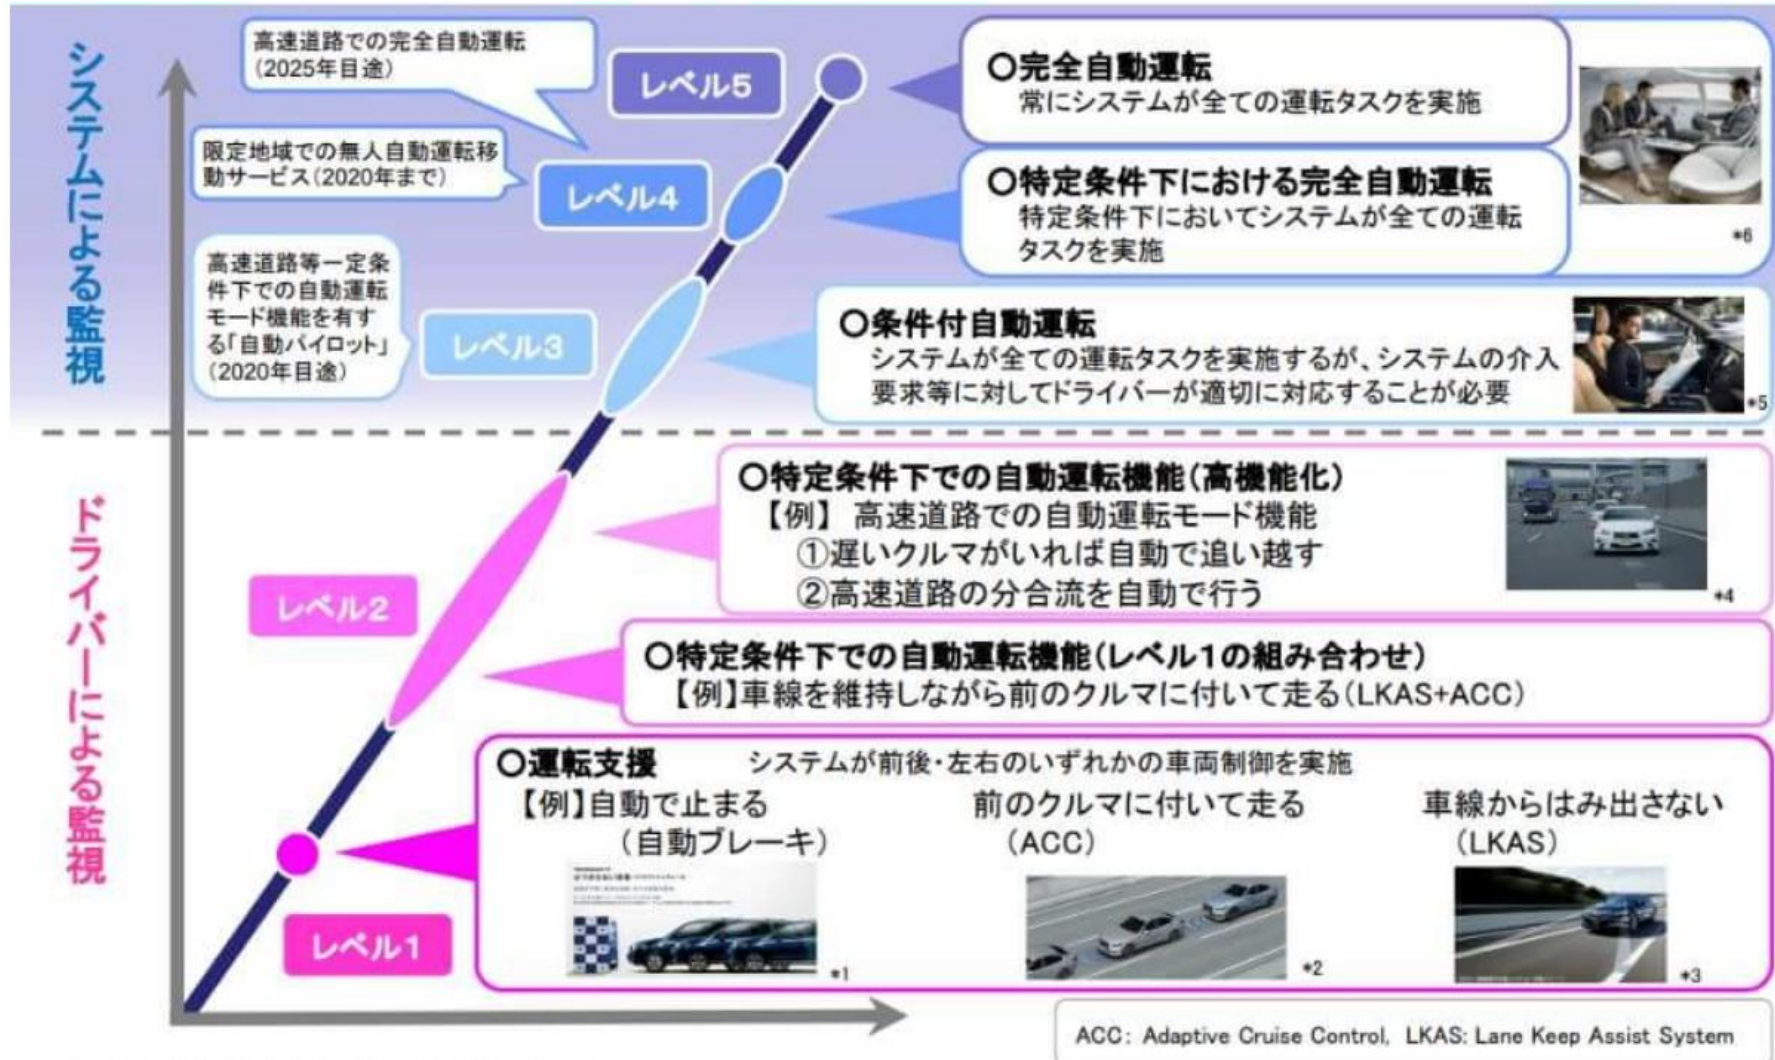 システムによる監視
高速道路での完全自動運転
(2025年目途)
レベル5
〇完全自動運転
常にシステムが全ての運転タスクを実施
限定地域での無人自動運転移
動サービス(2020年まで)
レベル4
〇特定条件下における完全自動運転
特定条件下においてシステムが全ての運転
タスクを実施
*6
高速道路等一定条
件下での自動運転
モード機能を有す
る「自動パイロット」
(2020年目途)
レベル3
〇条件付自動運転
システムが全ての運転タスクを実施するが、システムの介入
要求等に対してドライバーが適切に対応することが必要
*5
ドライバーによる監視
レベル2
〇特定条件下での自動運転機能(高機能化)
【例】 高速道路での自動運転モード機能
①遅いクルマがいれば自動で追い越す
②高速道路の分合流を自動で行う
*4
〇特定条件下での自動運転機能(レベル1の組み合わせ)
【例】車線を維持しながら前のクルマに付いて走る(LKAS+ACC)
レベル1
〇運転支援 システムが前後・左右のいずれかの車両制御を実施
【例】自動で止まる
(自動ブレーキ)
*1
前のクルマに付いて走る
(ACC)
*2
車線からはみ出さない
(LKAS)
*3
ACC: Adaptive Cruise Control, LKAS: Lane Keep Assist System